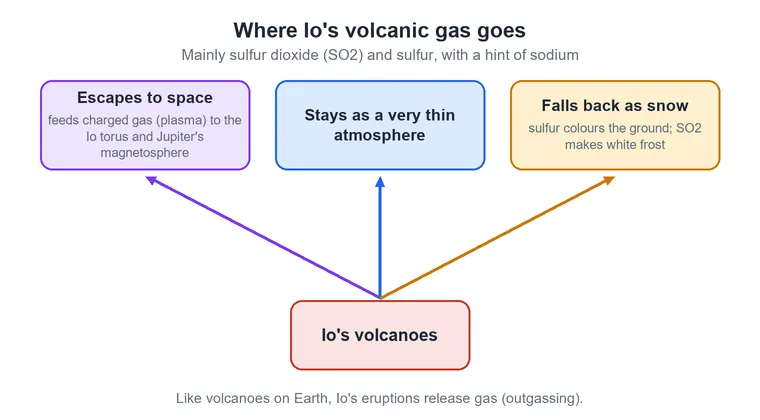 Where Io's volcanic gas goes
Mainly sulfur dioxide (SO2) and sulfur, with a hint of sodium
Escapes to space
feeds charged gas (plasma) to the
Io torus and Jupiter's
magnetosphere
Stays as a very thin
atmosphere
Falls back as snow
sulfur colours the ground; SO2
makes white frost
Io's volcanoes
Like volcanoes on Earth, Io's eruptions release gas (outgassing).